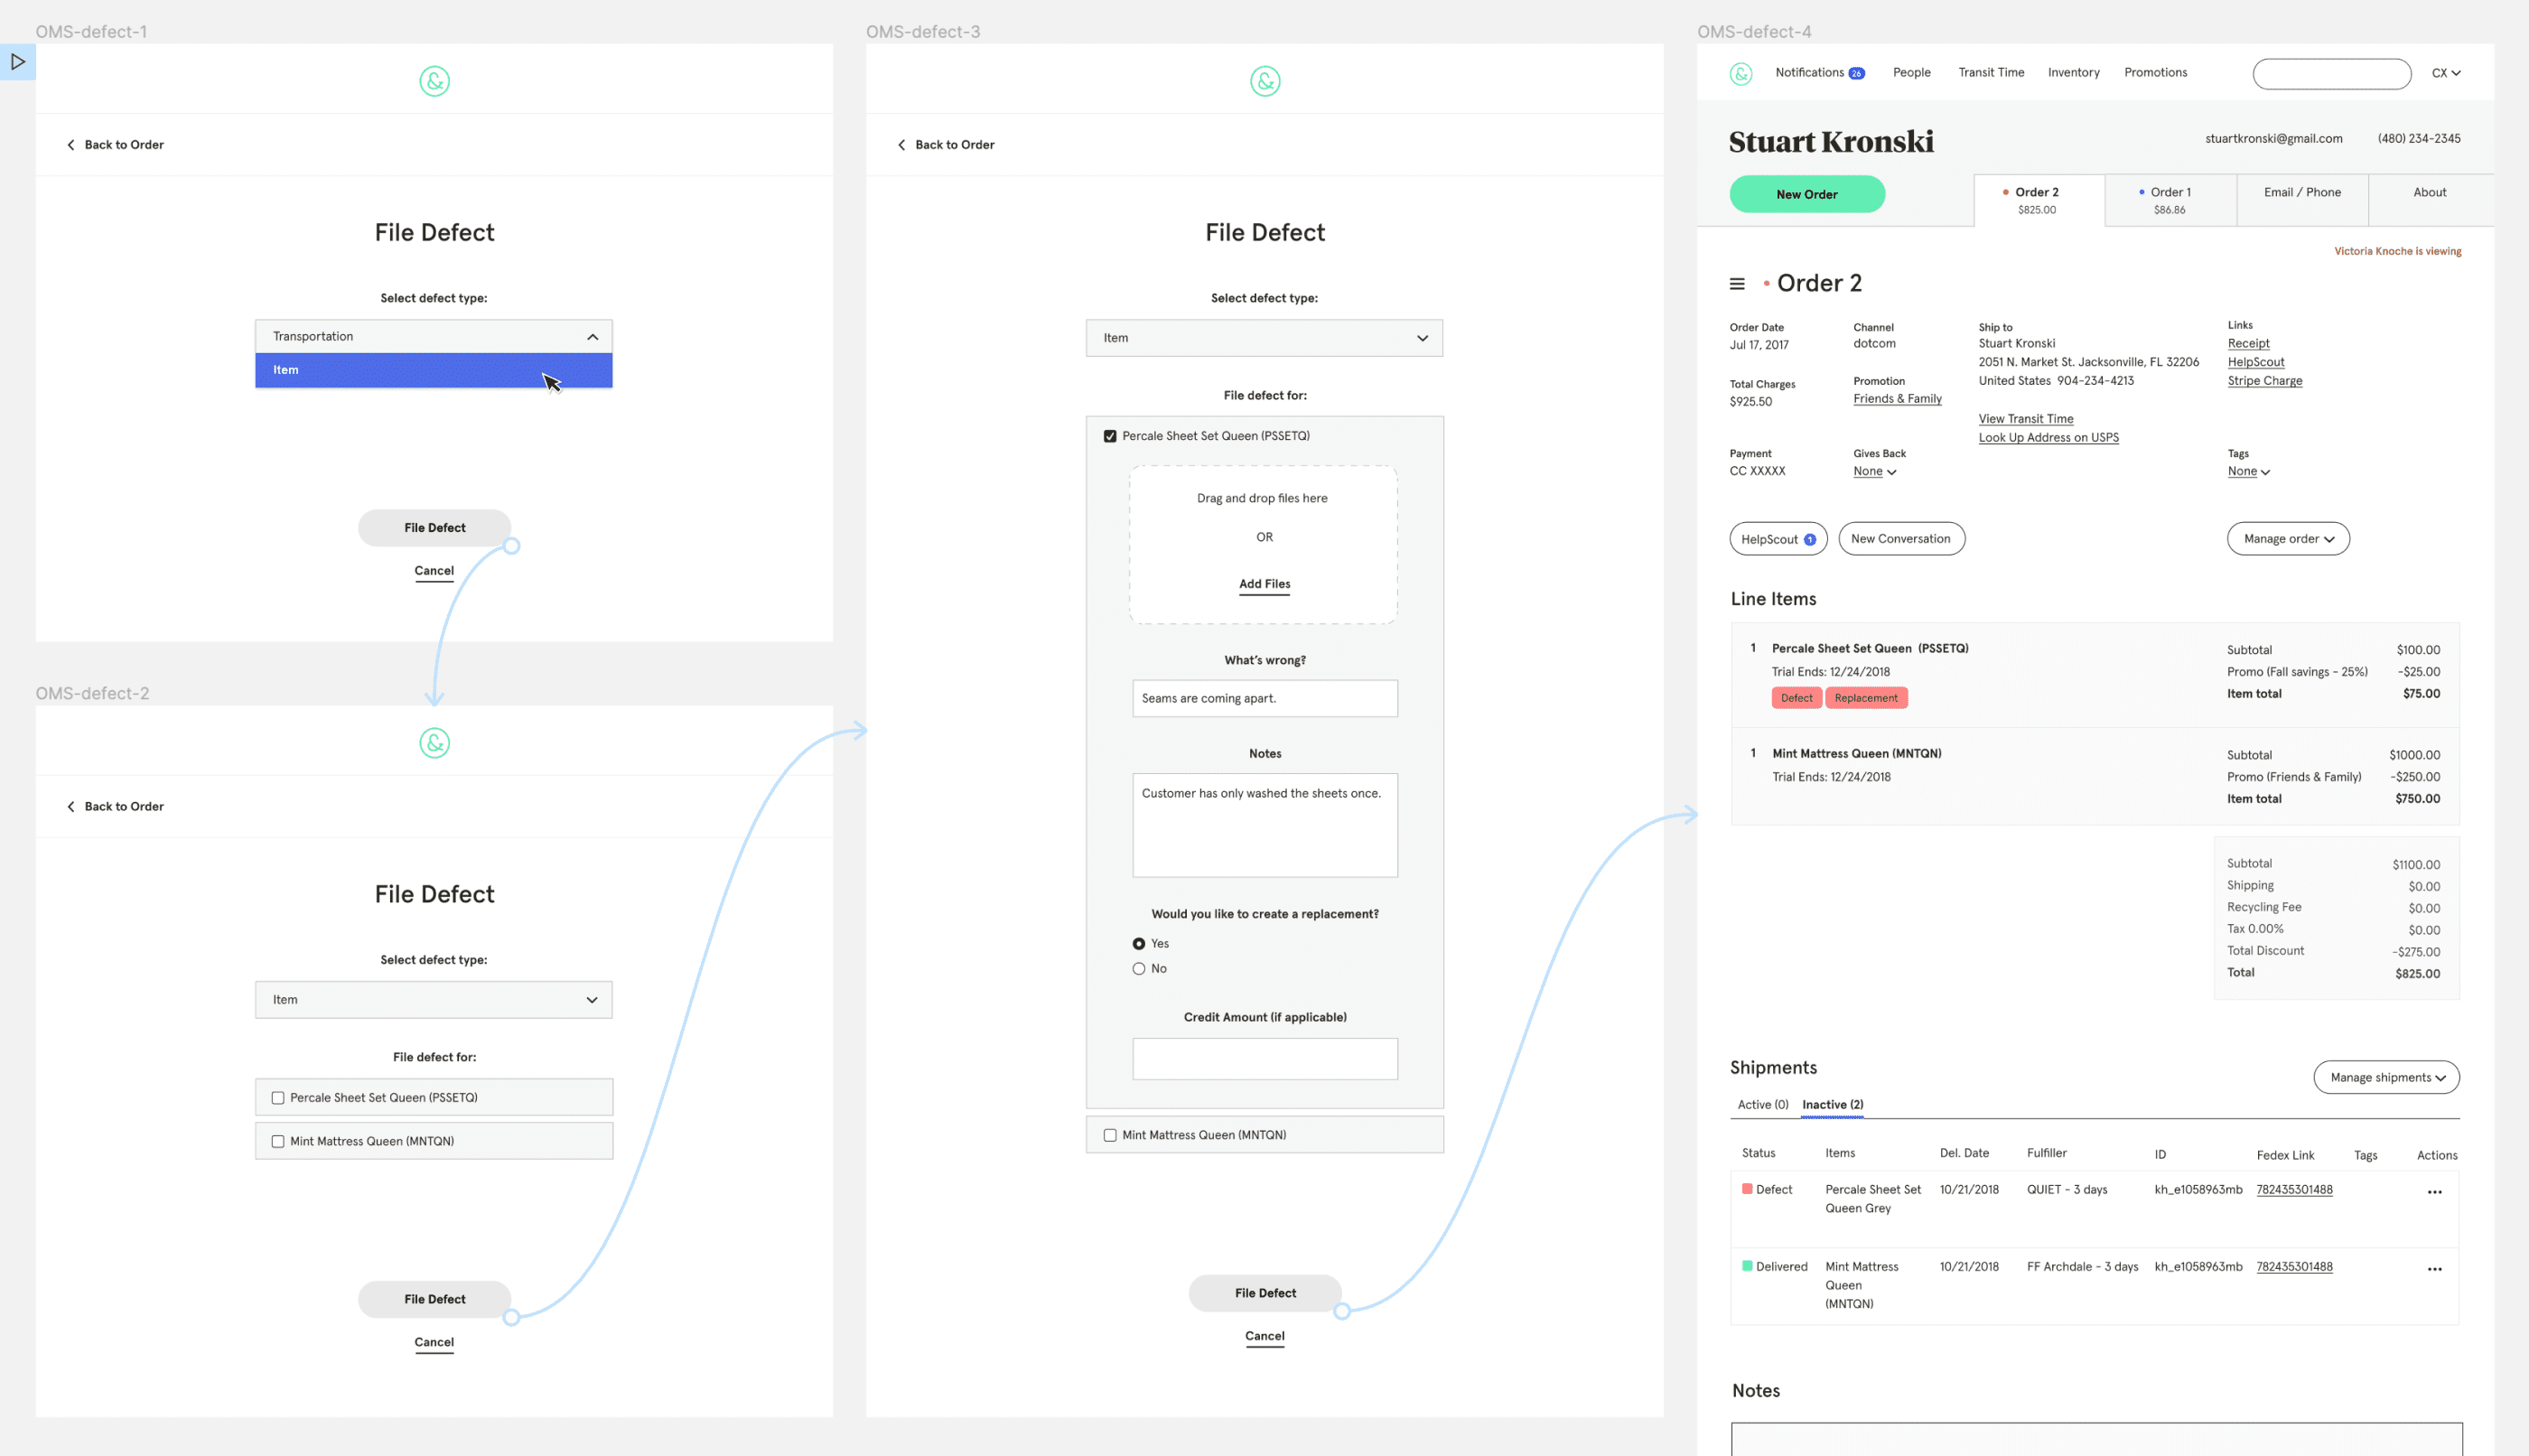 OMS-defect-1
&
Back to Order
File Defect
Select defect type:
Transportation
Item
File Defect
Cancel
OMS-defect-2
&
Back to Order
File Defect
Select defect type:
Item
File defect for:
Percale Sheet Set Queen (PSSETQ)
Mint Mattress Queen (MNTQN)
File Defect
Cancel
OMS-defect-3
&
Back to Order
File Defect
Select defect type:
Item
File defect for:
Percale Sheet Set Queen (PSSETQ)
Drag and drop files here
OR
Add Files
What's wrong?
Seams are coming apart.
Notes
Customer has only washed the sheets once.
Would you like to create a replacement?
Yes
No
Credit Amount (if applicable)
Mint Mattress Queen (MNTQN)
File Defect
Cancel
OMS-defect-4
& Notifications 26 People Transit Time Inventory Promotions CX
Stuart Kronski stuartkronski@gmail.com (480) 234-2345
New Order
Order 2 Order 1 Email / Phone About
$825.00 $86.86
Victoria Knoche is viewing
Order 2
Order Date
Jul 17, 2017
Total Charges
$925.50
Payment
CC XXXXX
Channel
dotcom
Promotion
Friends & Family
Gives Back
None
Ship to
Stuart Kronski
2051 N. Market St. Jacksonville, FL 32206
United States 904-234-4213
View Transit Time
Look Up Address on USPS
Links
Receipt
HelpScout
Stripe Charge
Tags
None
HelpScout 1 New Conversation Manage order
Line Items
1 Percale Sheet Set Queen (PSSETQ)
Trial Ends: 12/24/2018
Defect Replacement
Subtotal $100.00
Promo (Fall savings - 25%) -$25.00
Item total $75.00
1 Mint Mattress Queen (MNTQN)
Trial Ends: 12/24/2018
Subtotal $1000.00
Promo (Friends & Family) -$250.00
Item total $750.00
Subtotal $1100.00
Shipping $0.00
Recycling Fee $0.00
Tax 0.00% $0.00
Total Discount -$275.00
Total $825.00
Shipments Manage shipments
Active (0) Inactive (2)
Status Items Del. Date Fulfiller ID Fedex Link Tags Actions
Defect Percale Sheet Set 10/21/2018 QUIET - 3 days kh_e1058963mb 782435301488
Queen Grey
Delivered Mint Mattress 10/21/2018 FF Archdale - 3 days kh_e1058963mb 782435301488
Queen
(MNTQN)
Notes